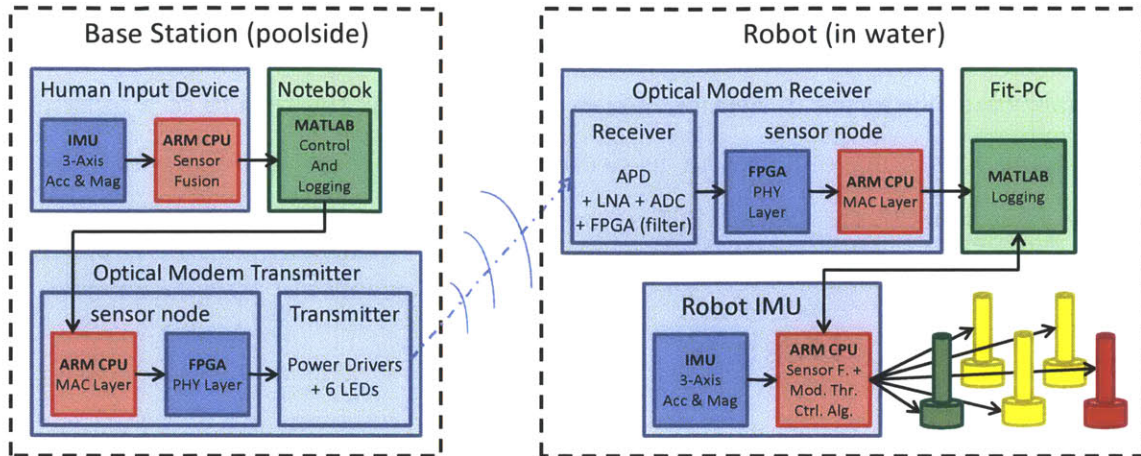 Base Station (poolside)
Human Input Device
IMU
3-Axis
Acc & Mag
ARM CPU
Sensor
Fusion
Notebook
MATLAB
Control
And
Logging
Optical Modem Transmitter
sensor node
ARM CPU
MAC Layer
FPGA
PHY Layer
Transmitter
Power Drivers
+ 6 LEDs
Robot (in water)
Optical Modem Receiver
Receiver
APD
+ LNA + ADC
+ FPGA (filter)
sensor node
FPGA
PHY
Layer
ARM CPU
MAC Layer
Fit-PC
MATLAB
Logging
Robot IMU
IMU
3-Axis
Acc & Mag
ARM CPU
Sensor F. +
Mod. Thr.
Ctrl. Alg.